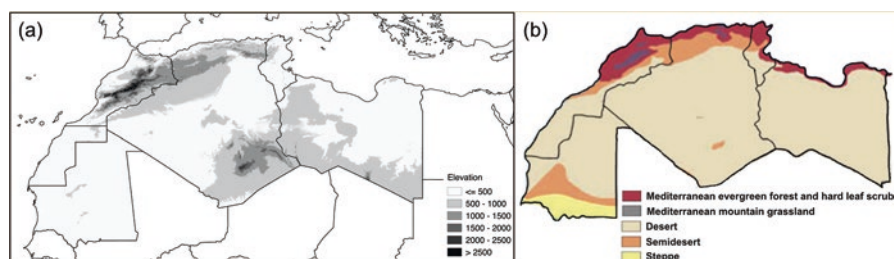 (a)
Elevation
<= 500
500 - 1000
1000 - 1500
1500 - 2000
2000 - 2500
> 2500
(b)
Mediterranean evergreen forest and hard leaf scrub
Mediterranean mountain grassland
Desert
Semidesert
Steppe